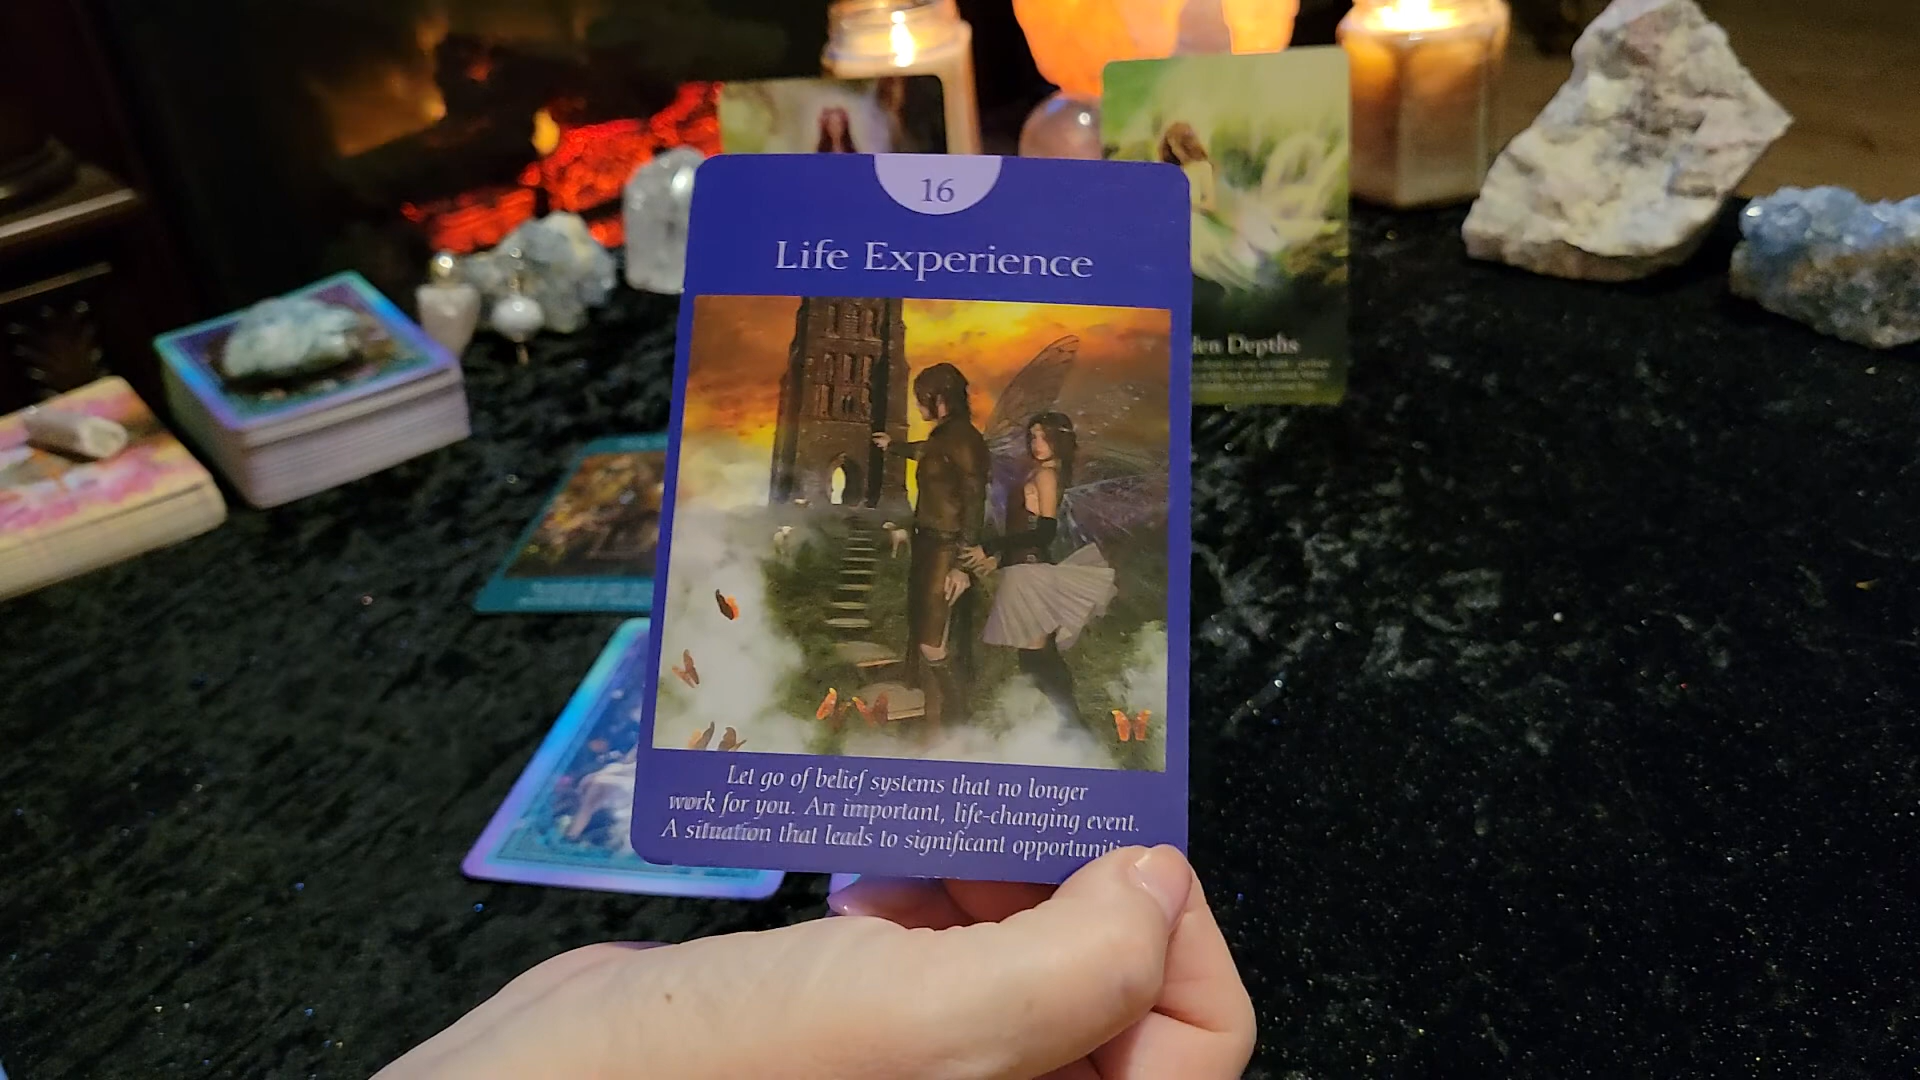 16
Life Experience
Depths
Let go of belief systems that no longer
work for you. An important, life-changing event.
A situation that leads to significant